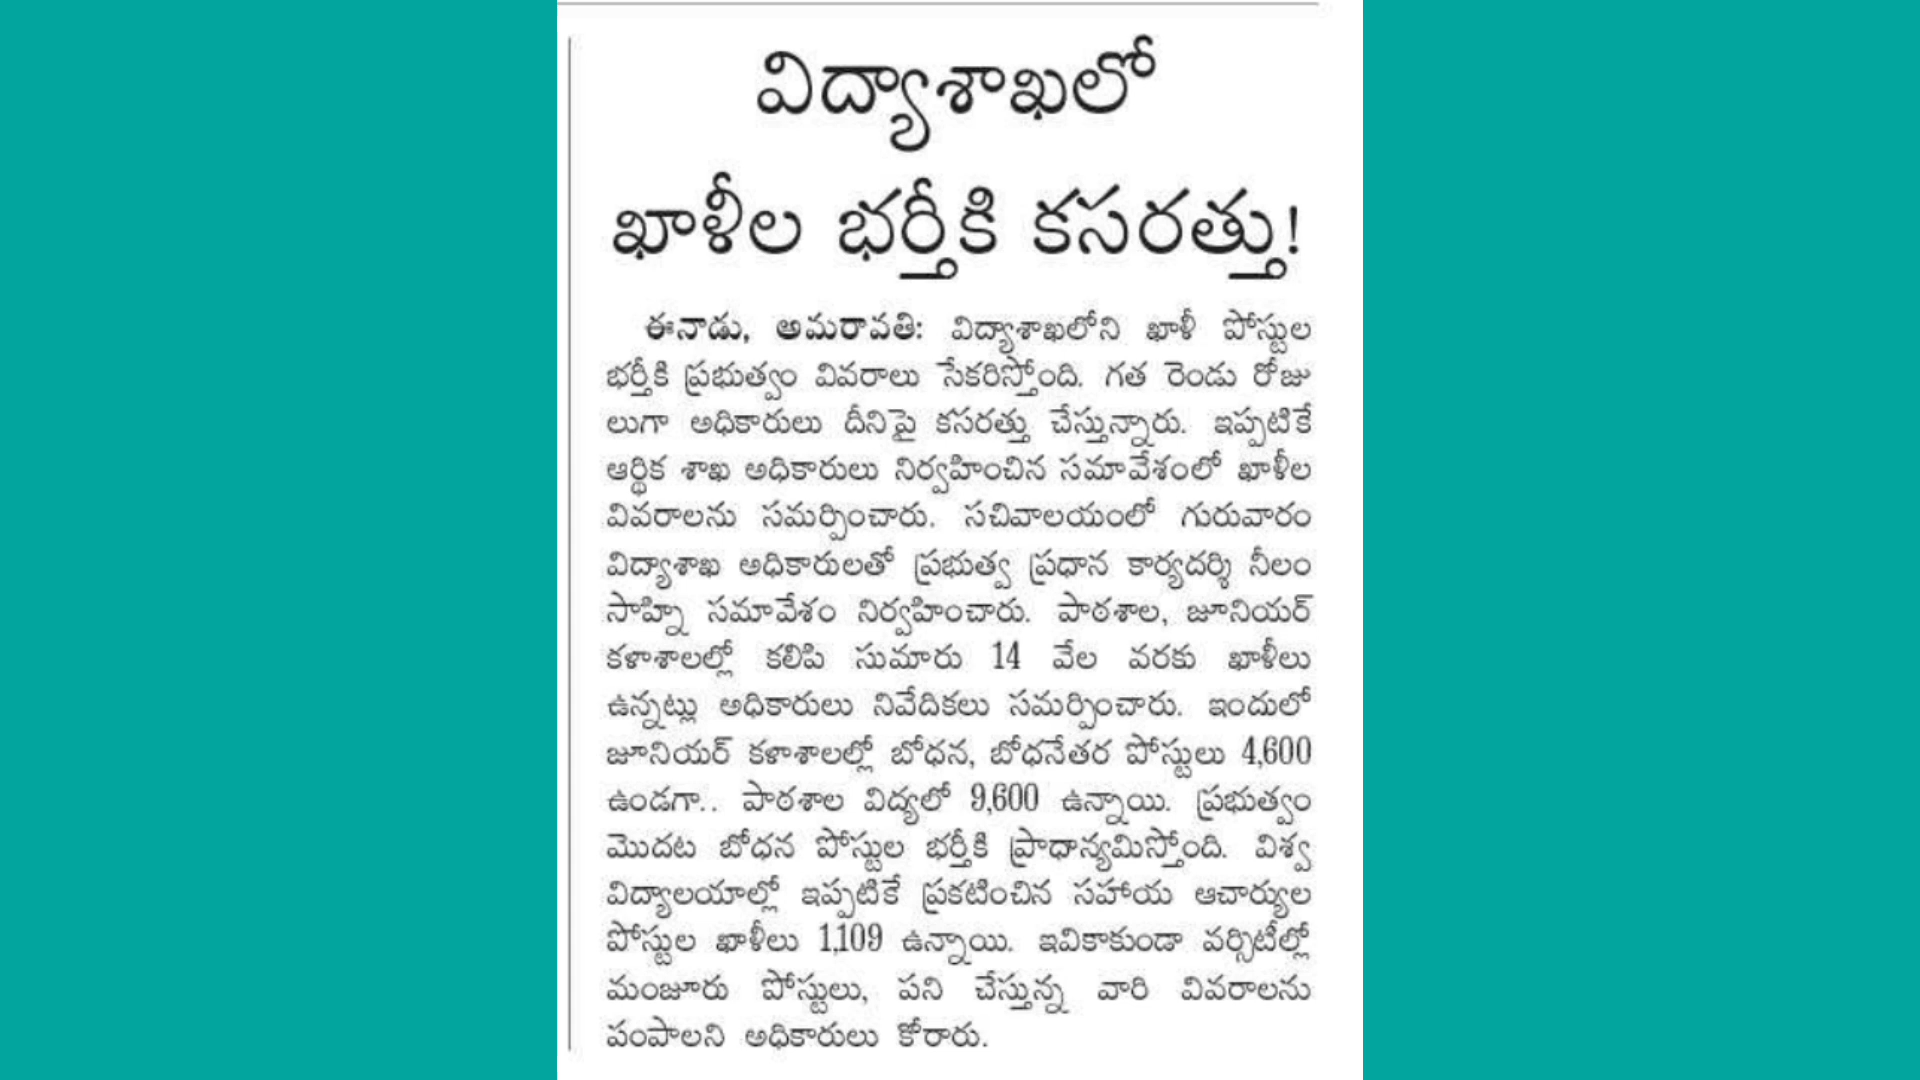 విద్యాశాఖలో
ఖాళీల భర్తీకి కసరత్తు!
ఈనాడు, అమరావతి: విద్యాశాఖలోని ఖాళీ పోస్టుల
భర్తీకి ప్రభుత్వం వివరాలు సేకరిస్తోంది. గత రెండు రోజు
లుగా అధికారులు దీనిపై కసరత్తు చేస్తున్నారు. ఇప్పటికే
ఆర్థిక శాఖ అధికారులు నిర్వహించిన సమావేశంలో ఖాళీల
వివరాలను సమర్పించారు. సచివాలయంలో గురువారం
విద్యాశాఖ అధికారులతో ప్రభుత్వ ప్రధాన కార్యదర్శి నీలం
సాహ్ని సమావేశం నిర్వహించారు. పాఠశాల, జూనియర్
కళాశాలల్లో కలిపి సుమారు 14 వేల వరకు ఖాళీలు
ఉన్నట్లు అధికారులు నివేదికలు సమర్పించారు. ఇందులో
జూనియర్ కళాశాలల్లో బోధన, బోధనేతర పోస్టులు 4,600
ఉండగా.. పాఠశాల విద్యలో 9,600 ఉన్నాయి. ప్రభుత్వం
మొదట బోధన పోస్టుల భర్తీకి ప్రాధాన్యమిస్తోంది. విశ్వ
విద్యాలయాల్లో ఇప్పటికే ప్రకటించిన సహాయ ఆచార్యుల
పోస్టుల ఖాళీలు 1,109 ఉన్నాయి. ఇవికాకుండా వర్సిటీల్లో
మంజూరు పోస్టులు, పని చేస్తున్న వారి వివరాలను
పంపాలని అధికారులు కోరారు.